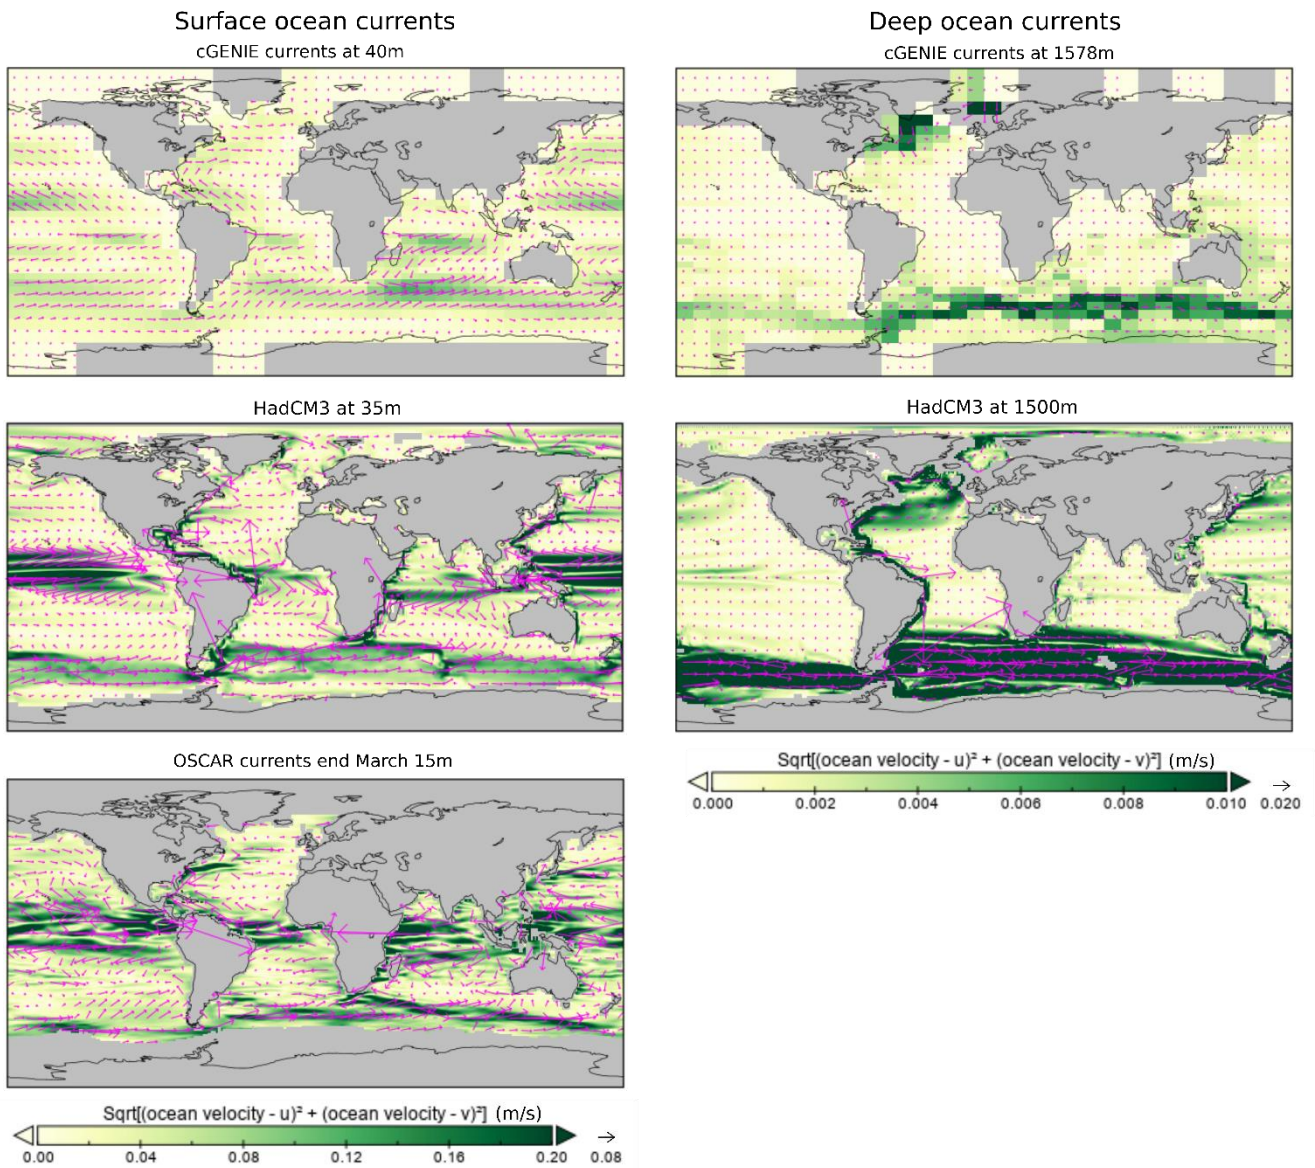 Surface ocean currents
cGENIE currents at 40m
HadCM3 at 35m
OSCAR currents end March 15m
Sqrt[(ocean velocity - u)² + (ocean velocity - v)²] (m/s)
0.00 0.04 0.08 0.12 0.16 0.20 0.08
Deep ocean currents
cGENIE currents at 1578m
HadCM3 at 1500m
Sqrt[(ocean velocity - u)² + (ocean velocity - v)²] (m/s)
0.000 0.002 0.004 0.006 0.008 0.010 0.020